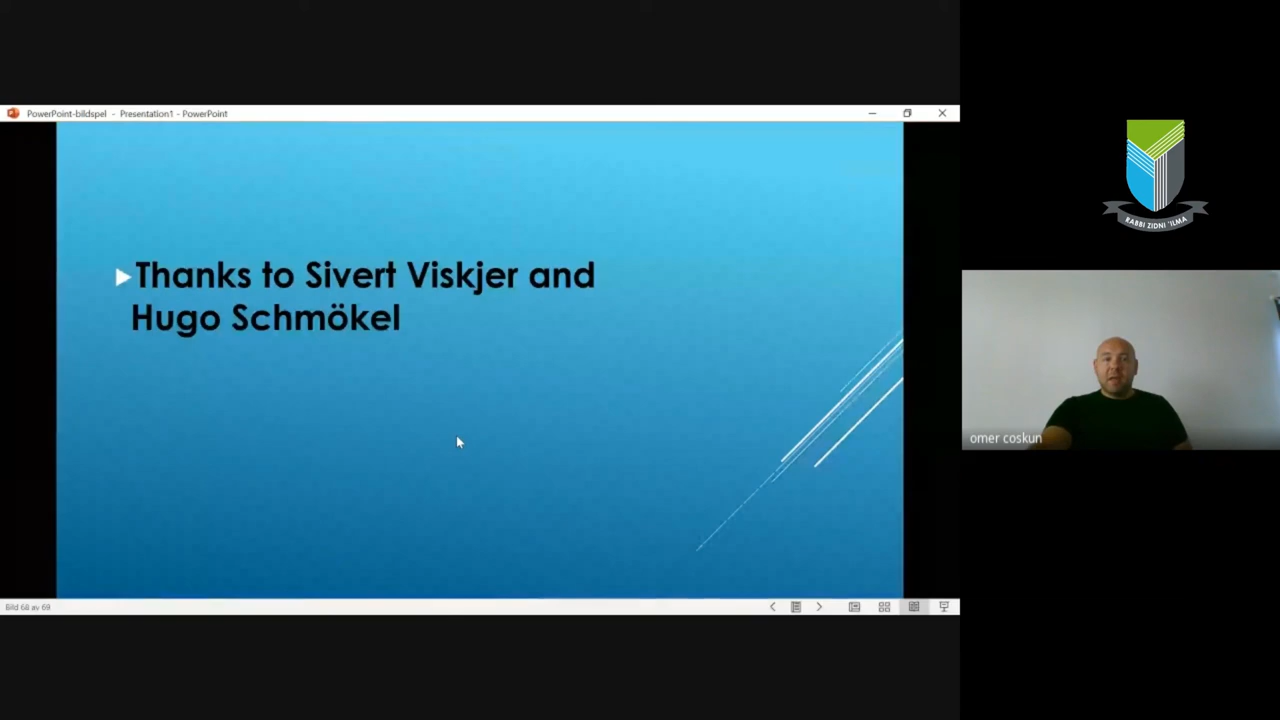 PowerPoint-bildspel - Presentation1 - PowerPoint
Thanks to Sivert Viskjer and
Hugo Schmökel
RABBI ZIDNI 'ILMA
omer coskun
Bild 68 av 69